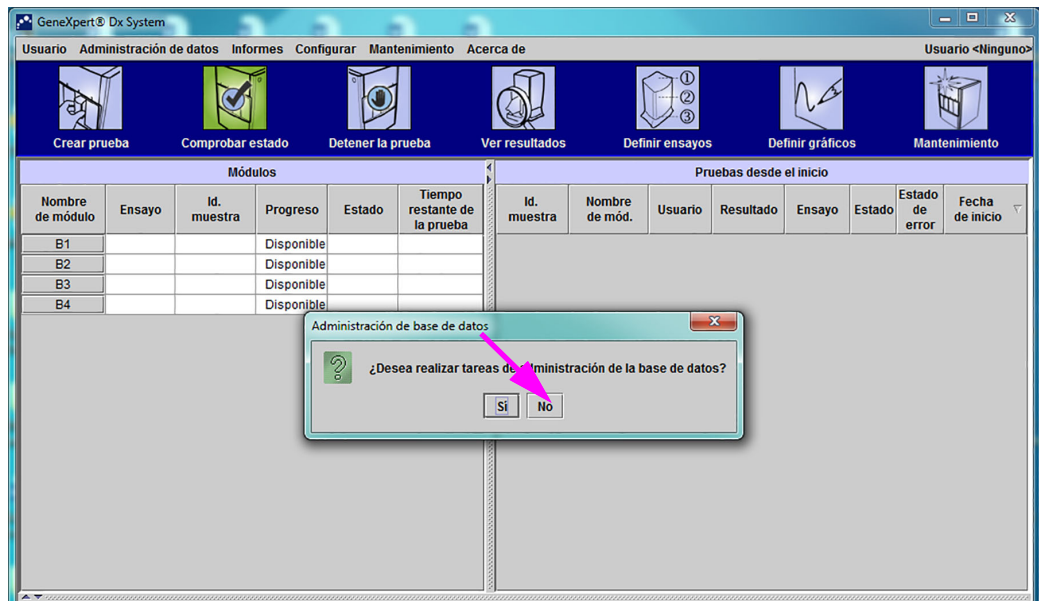 GeneXpert® Dx System
Usuario Administración de datos Informes Configurar Mantenimiento Acerca de Usuario <Ninguno>
①
②
③
Crear prueba Comprobar estado Detener la prueba Ver resultados Definir ensayos Definir gráficos Mantenimiento
Módulos
Nombre de módulo Ensayo Id. muestra Progreso Estado Tiempo restante de la prueba
B1 Disponible
B2 Disponible
B3 Disponible
B4 Disponible
Pruebas desde el inicio
Id. muestra Nombre de mód. Usuario Resultado Ensayo Estado Estado de error Fecha de inicio
Administración de base de datos
¿Desea realizar tareas de administración de la base de datos?
Sí No